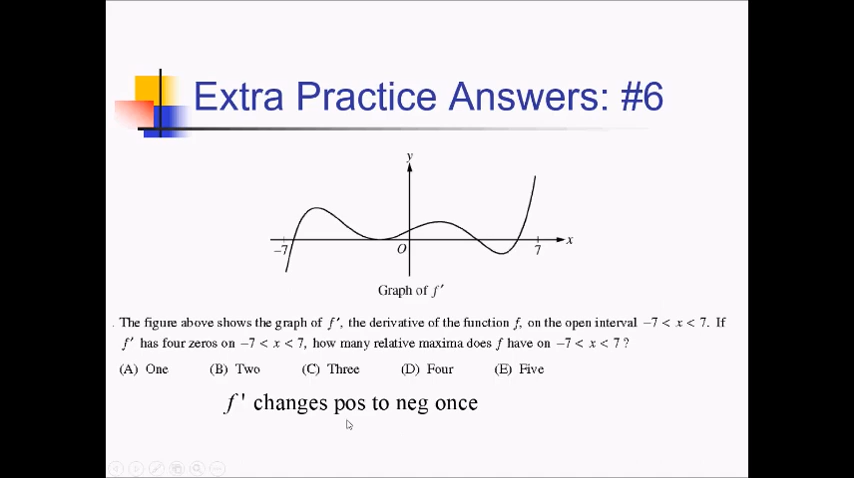 Extra Practice Answers: #6
y
x
−7
O
7
Graph of f′
. The figure above shows the graph of f′, the derivative of the function f, on the open interval −7 < x < 7. If
f′ has four zeros on −7 < x < 7, how many relative maxima does f have on −7 < x < 7 ?
(A) One (B) Two (C) Three (D) Four (E) Five
f ' changes pos to neg once